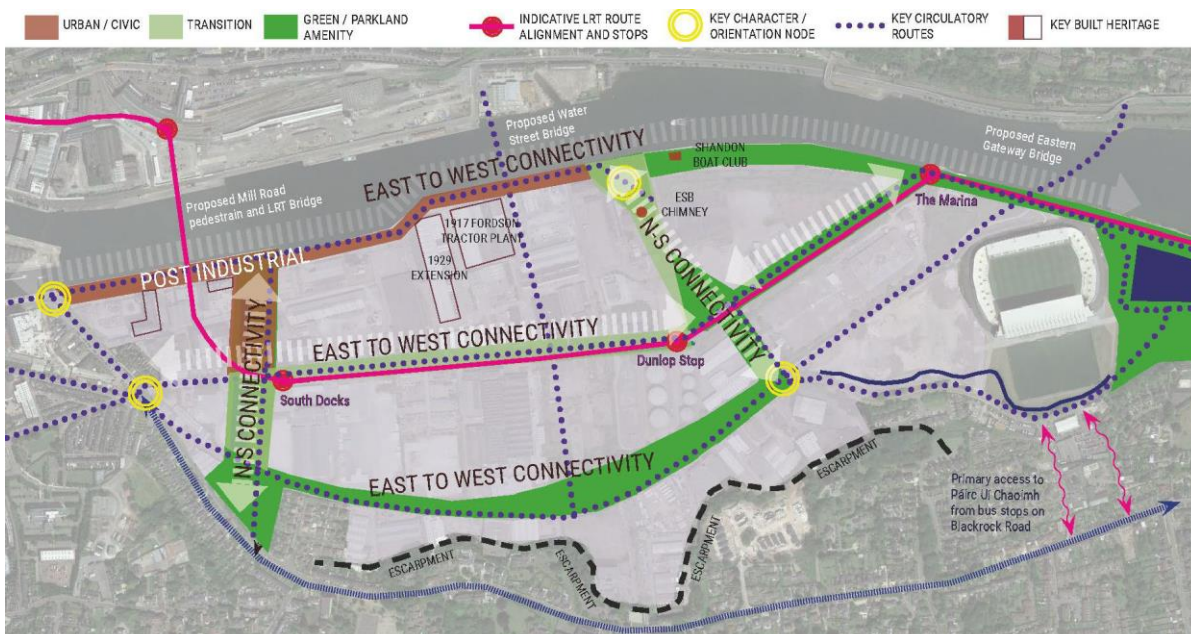 URBAN / CIVIC
TRANSITION
GREEN / PARKLAND
AMENITY
INDICATIVE LRT ROUTE
ALIGNMENT AND STOPS
KEY CHARACTER /
ORIENTATION NODE
KEY CIRCULATORY
ROUTES
KEY BUILT HERITAGE
Proposed Mill Road
pedestrain and LRT Bridge
Proposed Water
Street Bridge
Proposed Eastern
Gateway Bridge
EAST TO WEST CONNECTIVITY
SHANDON
BOAT CLUB
The Marina
ESB
CHIMNEY
1917 FORDSON
TRACTOR PLANT
1929
EXTENSION
POST INDUSTRIAL
N-S CONNECTIVITY
N-S CONNECTIVITY
EAST TO WEST CONNECTIVITY
Dunlop Stop
South Docks
EAST TO WEST CONNECTIVITY
ESCARPMENT
ESCARPMENT
ESCARPMENT
ESCARPMENT
ESCARPMENT
Primary access to
Páirc Uí Chaoimh
from bus stops on
Blackrock Road